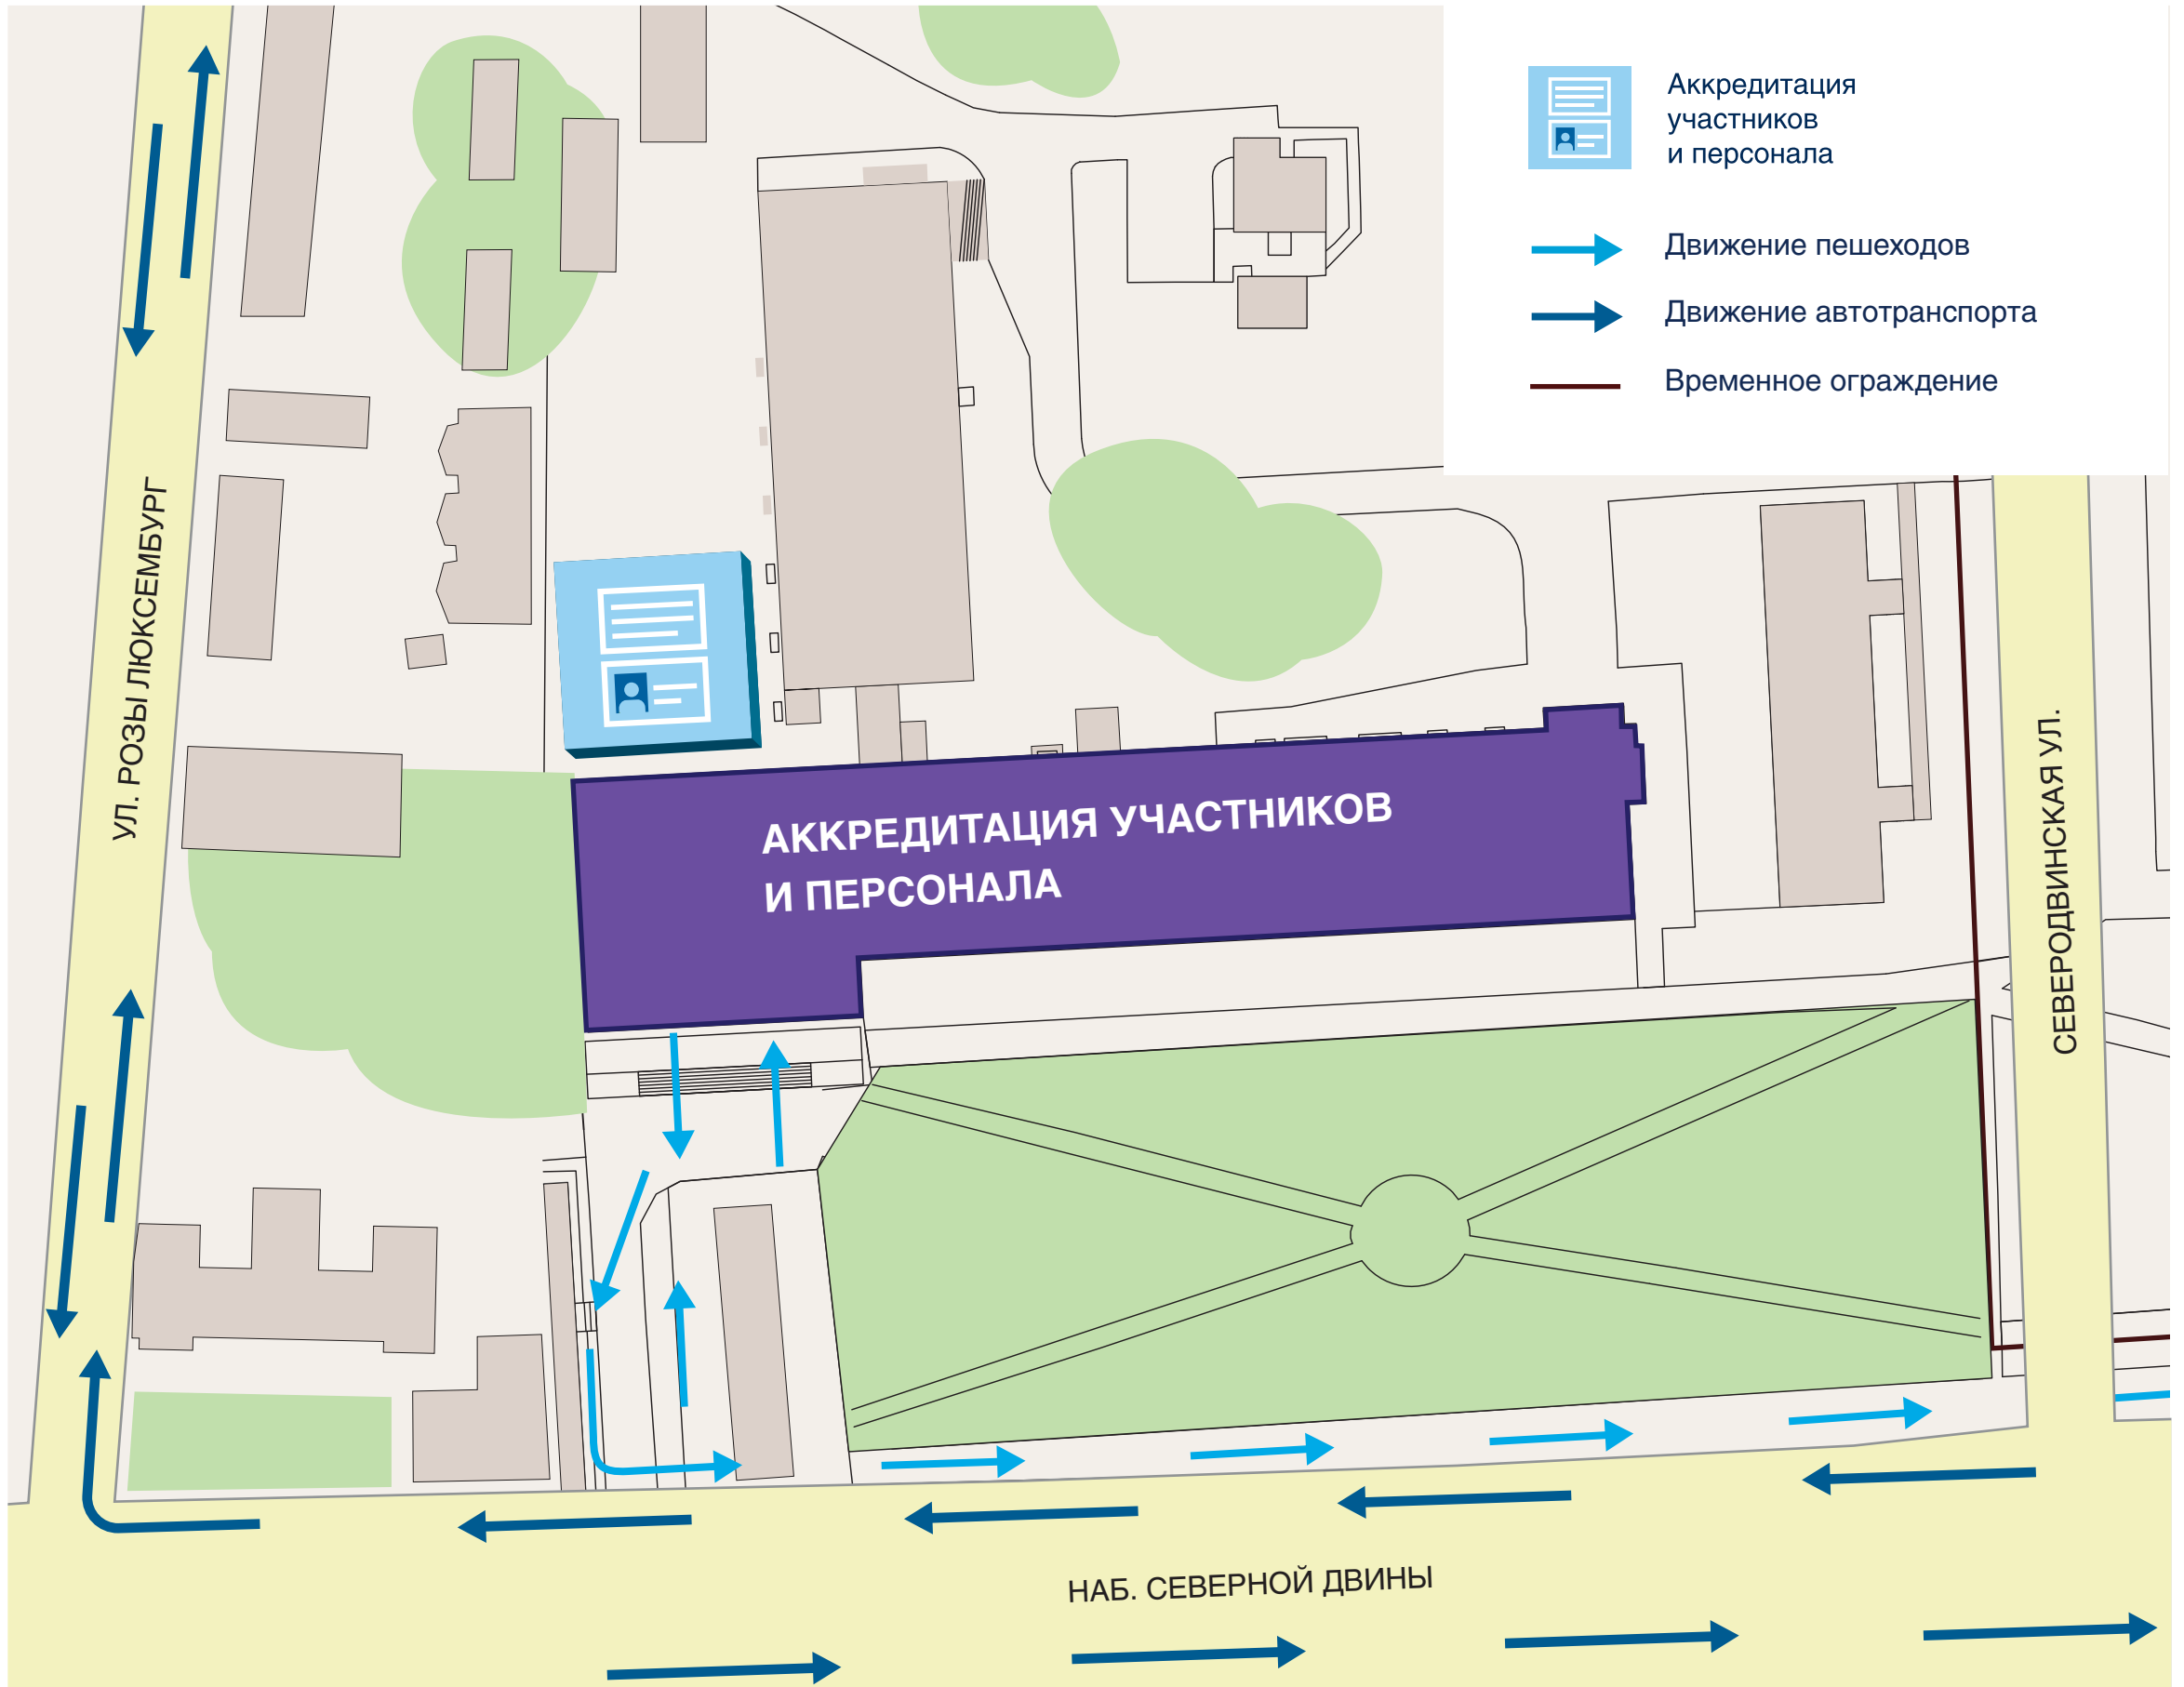 Аккредитация
участников
и персонала
Движение пешеходов
Движение автотранспорта
Временное ограждение
УЛ. РОЗЫ ЛЮКСЕМБУРГ
АККРЕДИТАЦИЯ УЧАСТНИКОВ
И ПЕРСОНАЛА
СЕВЕРОДВИНСКАЯ УЛ.
НАБ. СЕВЕРНОЙ ДВИНЫ